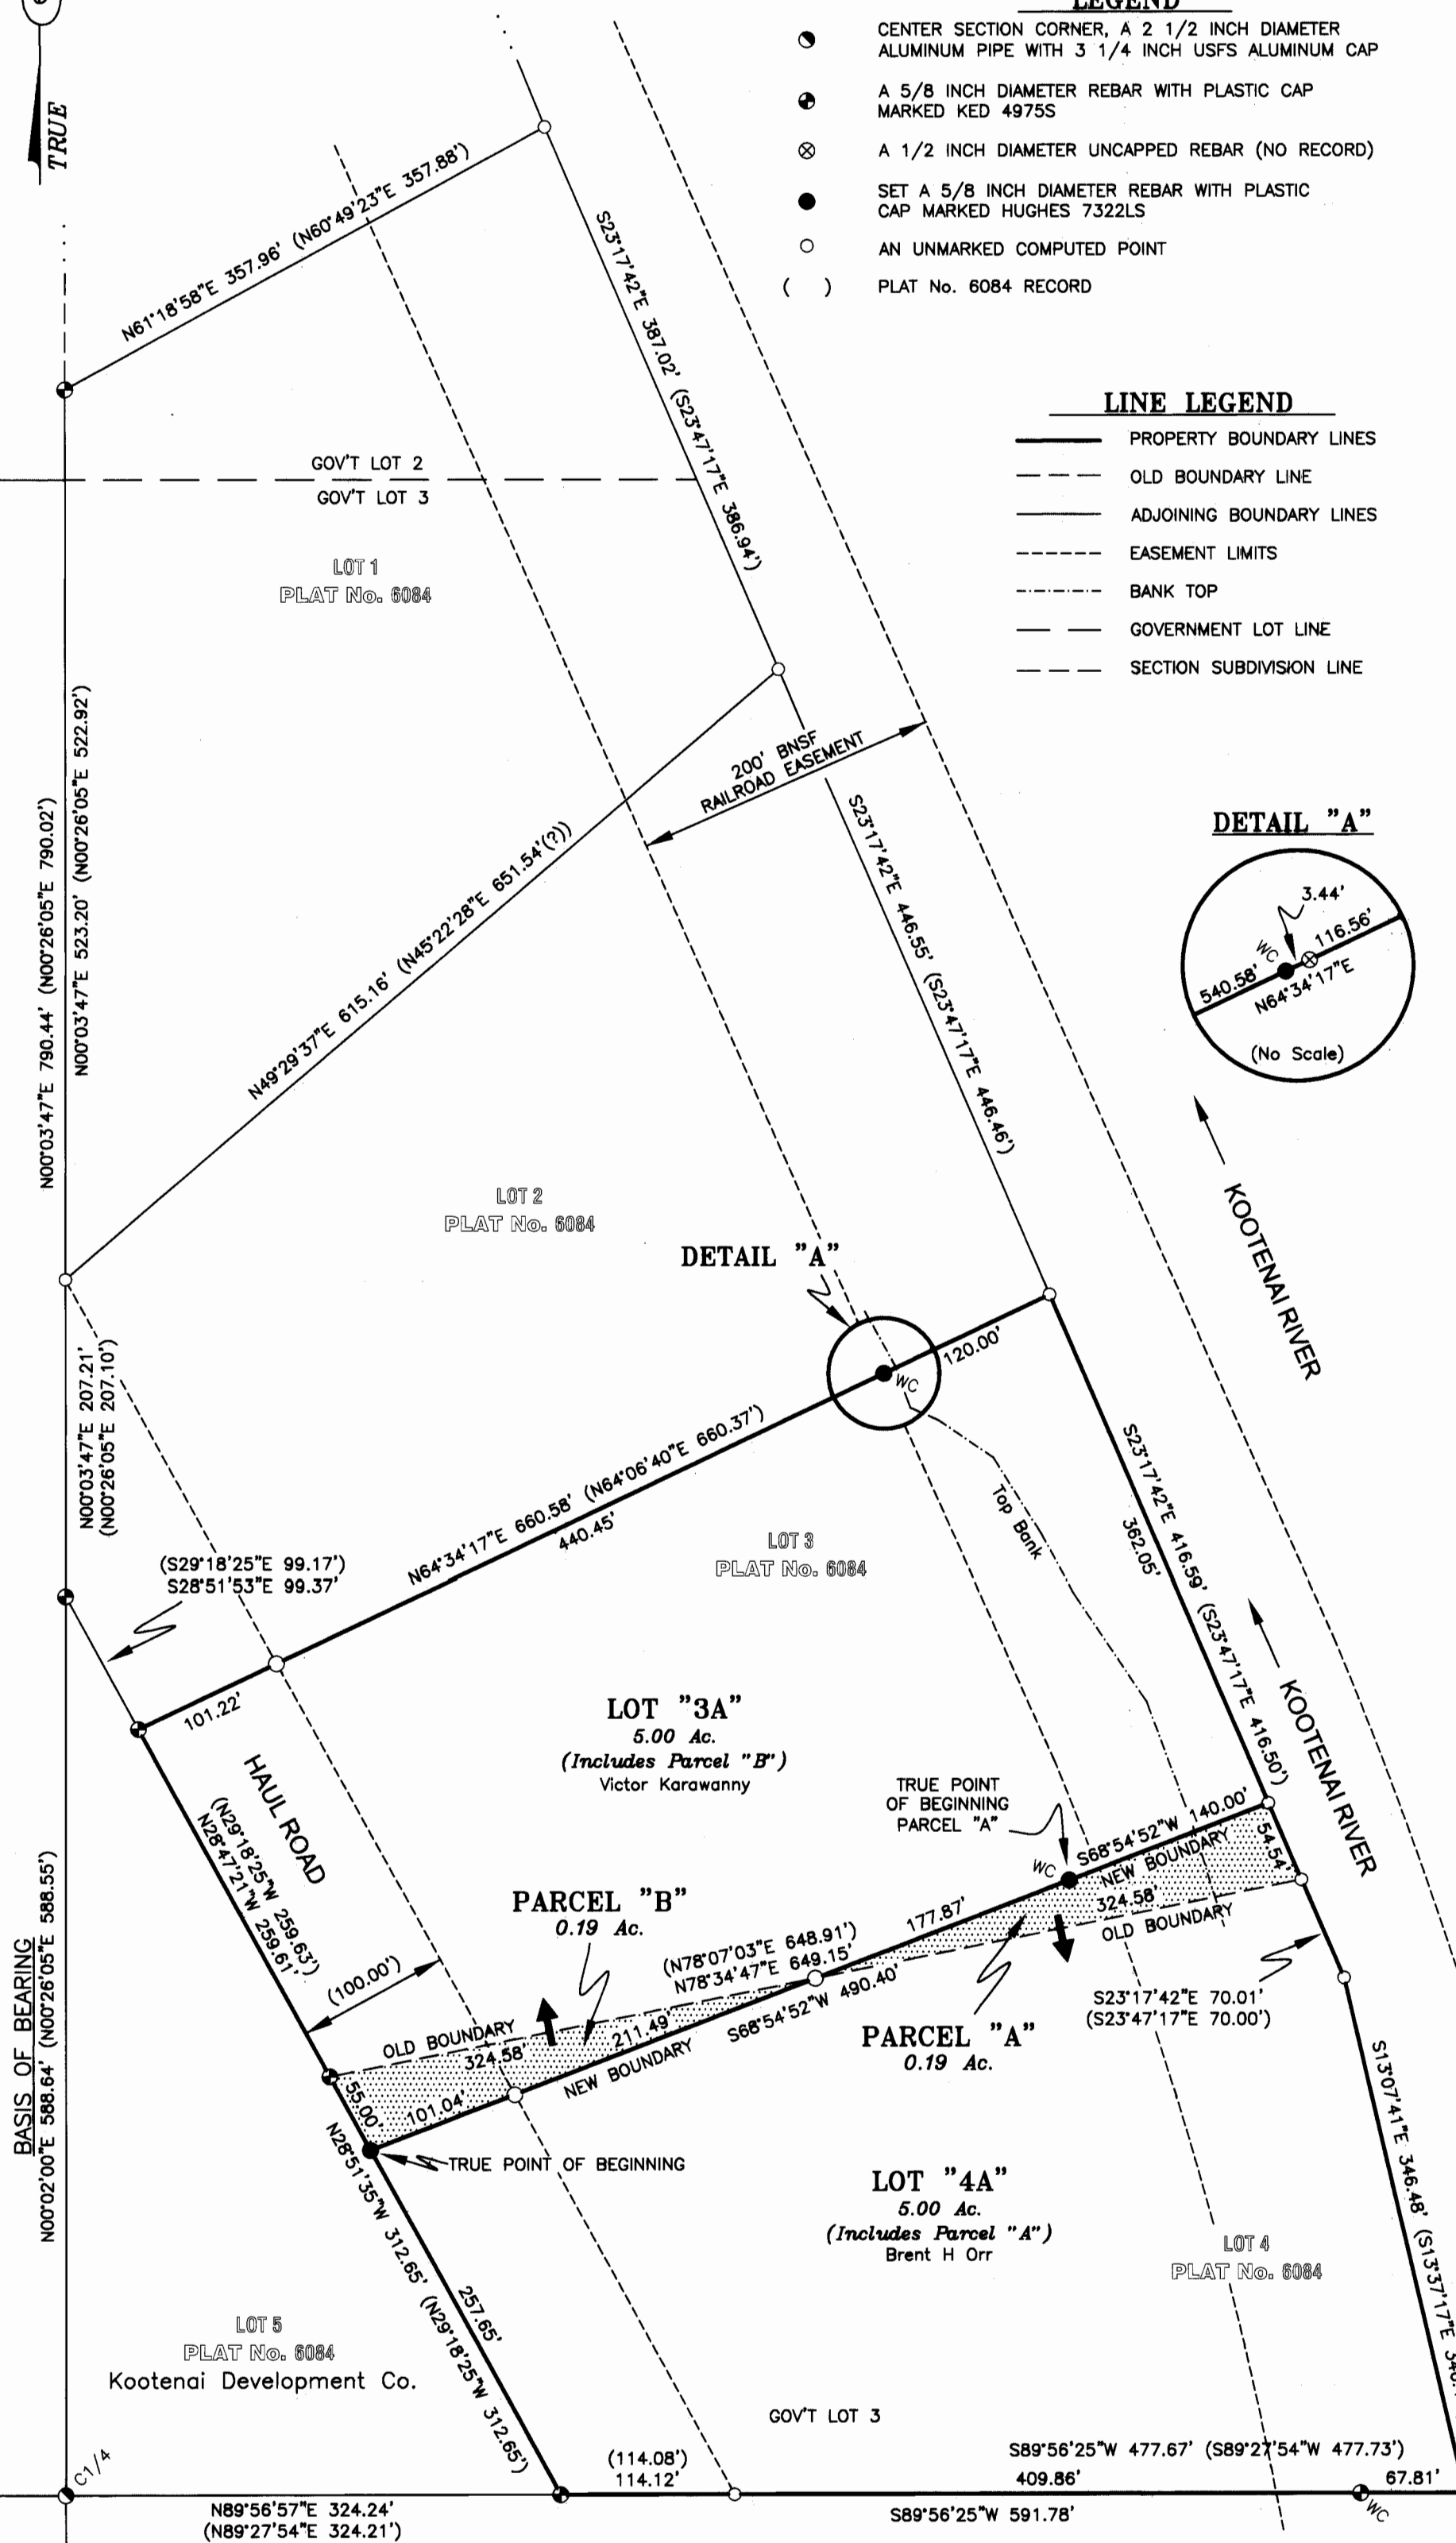 LEGEND
CENTER SECTION CORNER, A 2 1/2 INCH DIAMETER
ALUMINUM PIPE WITH 3 1/4 INCH USFS ALUMINUM CAP
A 5/8 INCH DIAMETER REBAR WITH PLASTIC CAP
MARKED KED 4975S
A 1/2 INCH DIAMETER UNCAPPED REBAR (NO RECORD)
SET A 5/8 INCH DIAMETER REBAR WITH PLASTIC
CAP MARKED HUGHES 7322LS
AN UNMARKED COMPUTED POINT
( ) PLAT No. 6084 RECORD
TRUE
N61°18'58"E 357.96' (N60°49'23"E 357.88')
S23°17'42"E 387.02' (S23°47'17"E 386.94')
LINE LEGEND
PROPERTY BOUNDARY LINES
OLD BOUNDARY LINE
ADJOINING BOUNDARY LINES
EASEMENT LIMITS
BANK TOP
GOVERNMENT LOT LINE
SECTION SUBDIVISION LINE
GOV'T LOT 2
GOV'T LOT 3
LOT 1
PLAT No. 6084
N00°03'47"E 790.44' (N00°26'05"E 790.02')
N00°03'47"E 523.20' (N00°26'05"E 522.92')
200' BNSF
RAILROAD EASEMENT
N49°29'37"E 615.16' (N45°22'28"E 651.54'(?))
S23°17'42"E 446.55' (S23°47'17"E 446.46')
DETAIL "A"
3.44'
116.56'
WC
540.58'
N64°34'17"E
(No Scale)
KOOTENAI RIVER
LOT 2
PLAT No. 6084
DETAIL "A"
120.00'
WC
N00°03'47"E 207.21'
(N00°26'05"E 207.10')
N64°34'17"E 660.58' (N64°06'40"E 660.37')
440.45'
S23°17'42"E 416.59' (S23°47'17"E 416.50')
362.05'
Top Bank
LOT 3
PLAT No. 6084
(S29°18'25"E 99.17')
S28°51'53"E 99.37'
101.22'
HAUL ROAD
LOT "3A"
5.00 Ac.
(Includes Parcel "B")
Victor Karawanny
KOOTENAI RIVER
TRUE POINT
OF BEGINNING
PARCEL "A"
(N29°18'25"W 259.63')
N28°47'21"W 259.61'
WC
S68°54'52"W 140.00'
NEW BOUNDARY
54.54'
324.58'
OLD BOUNDARY
PARCEL "B"
0.19 Ac.
177.87'
(N78°07'03"E 648.91')
N78°34'47"E 649.15'
S68°54'52"W 490.40'
(100.00')
OLD BOUNDARY
324.58'
211.49'
NEW BOUNDARY
PARCEL "A"
0.19 Ac.
S23°17'42"E 70.01'
(S23°47'17"E 70.00')
BASIS OF BEARING
N00°02'00"E 588.64' (N00°26'05"E 588.55')
55.00'
101.04'
TRUE POINT OF BEGINNING
N28°51'35"W 312.65' (N29°18'25"W 312.65')
257.65'
LOT "4A"
5.00 Ac.
(Includes Parcel "A")
Brent H Orr
S13°07'41"E 346.48' (S13°37'17"E
LOT 4
PLAT No. 6084
LOT 5
PLAT No. 6084
Kootenai Development Co.
GOV'T LOT 3
C1/4
(114.08')
114.12'
S89°56'25"W 477.67' (S89°27'54"W 477.73')
409.86'
67.81'
N89°56'57"E 324.24'
(N89°27'54"E 324.21')
S89°56'25"W 591.78'
WC